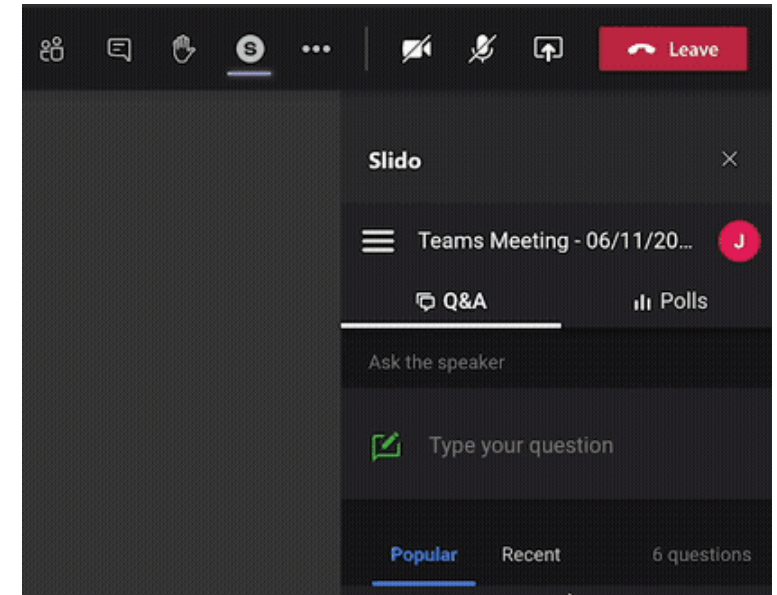 S
Leave
Slido
Teams Meeting - 06/11/20...
J
Q&A
Polls
Ask the speaker
Type your question
Popular Recent 6 questions